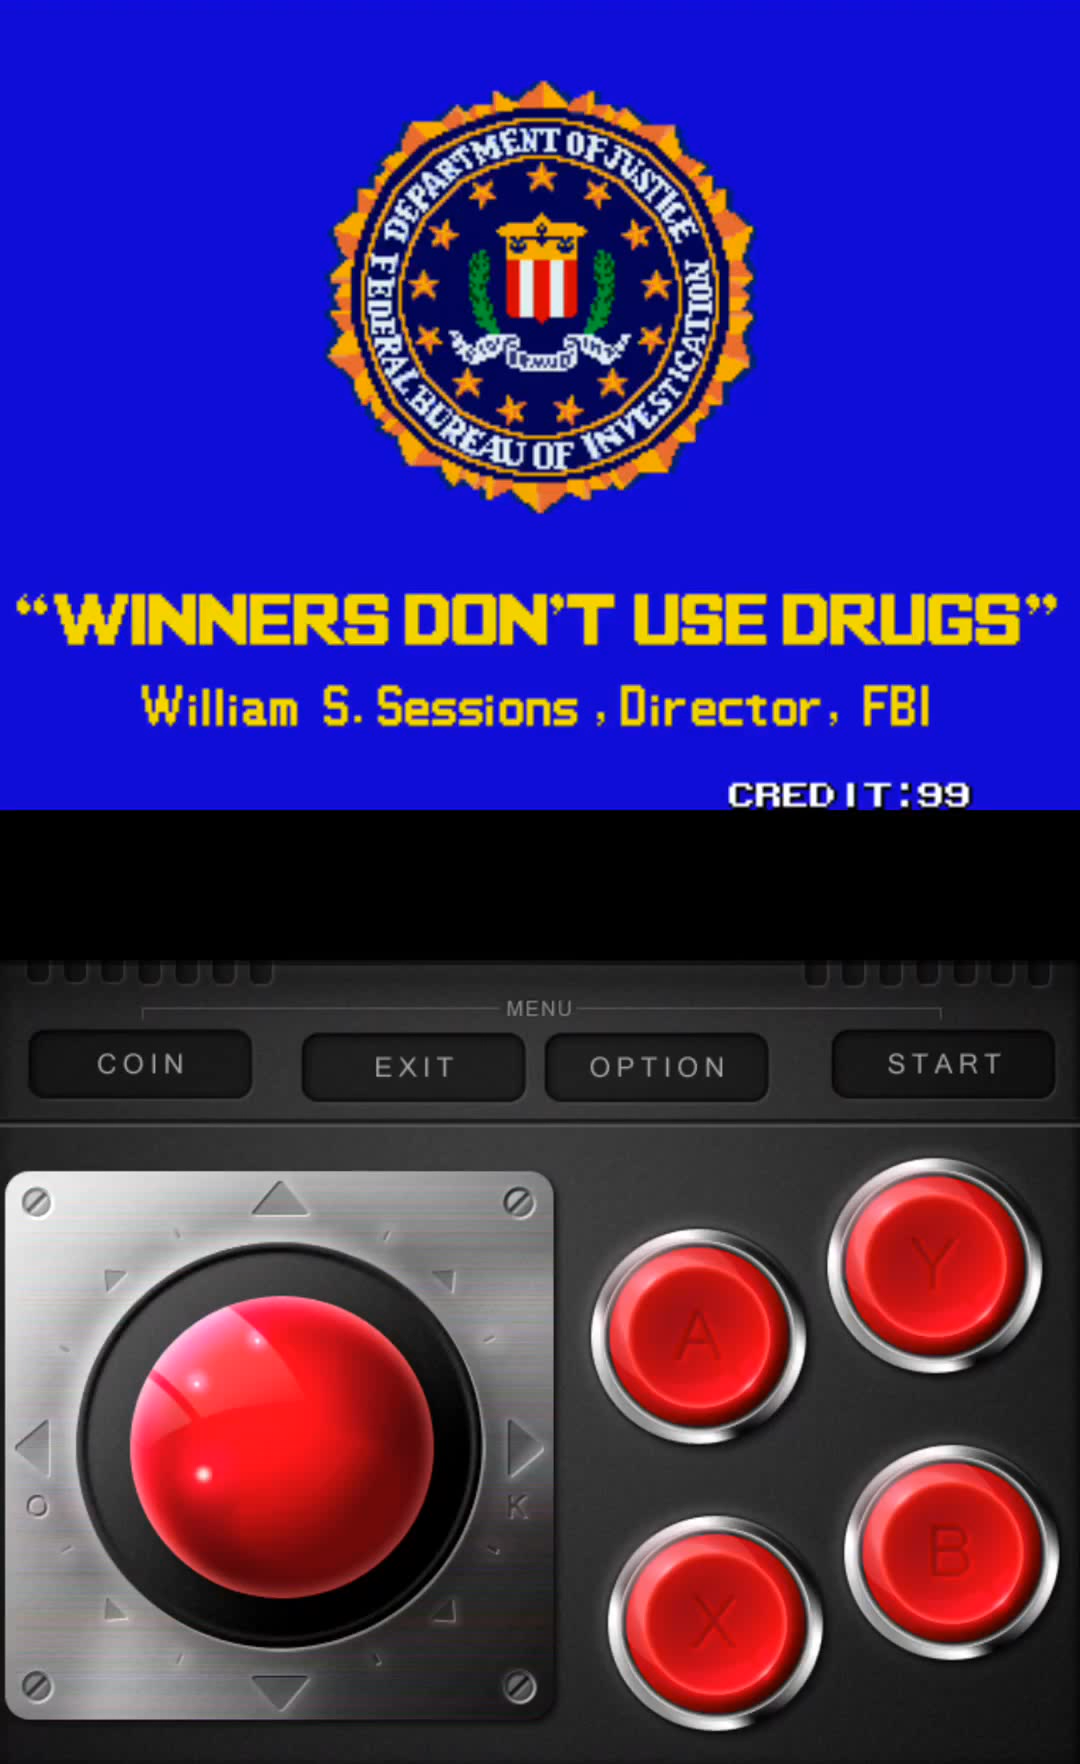 DEPARTMENT OF JUSTICE
FEDERAL BUREAU OF INVESTIGATION
“WINNERS DON’T USE DRUGS”
William S. Sessions, Director, FBI
CREDIT:99
MENU
COIN EXIT OPTION START
Y
A
O K
B
X